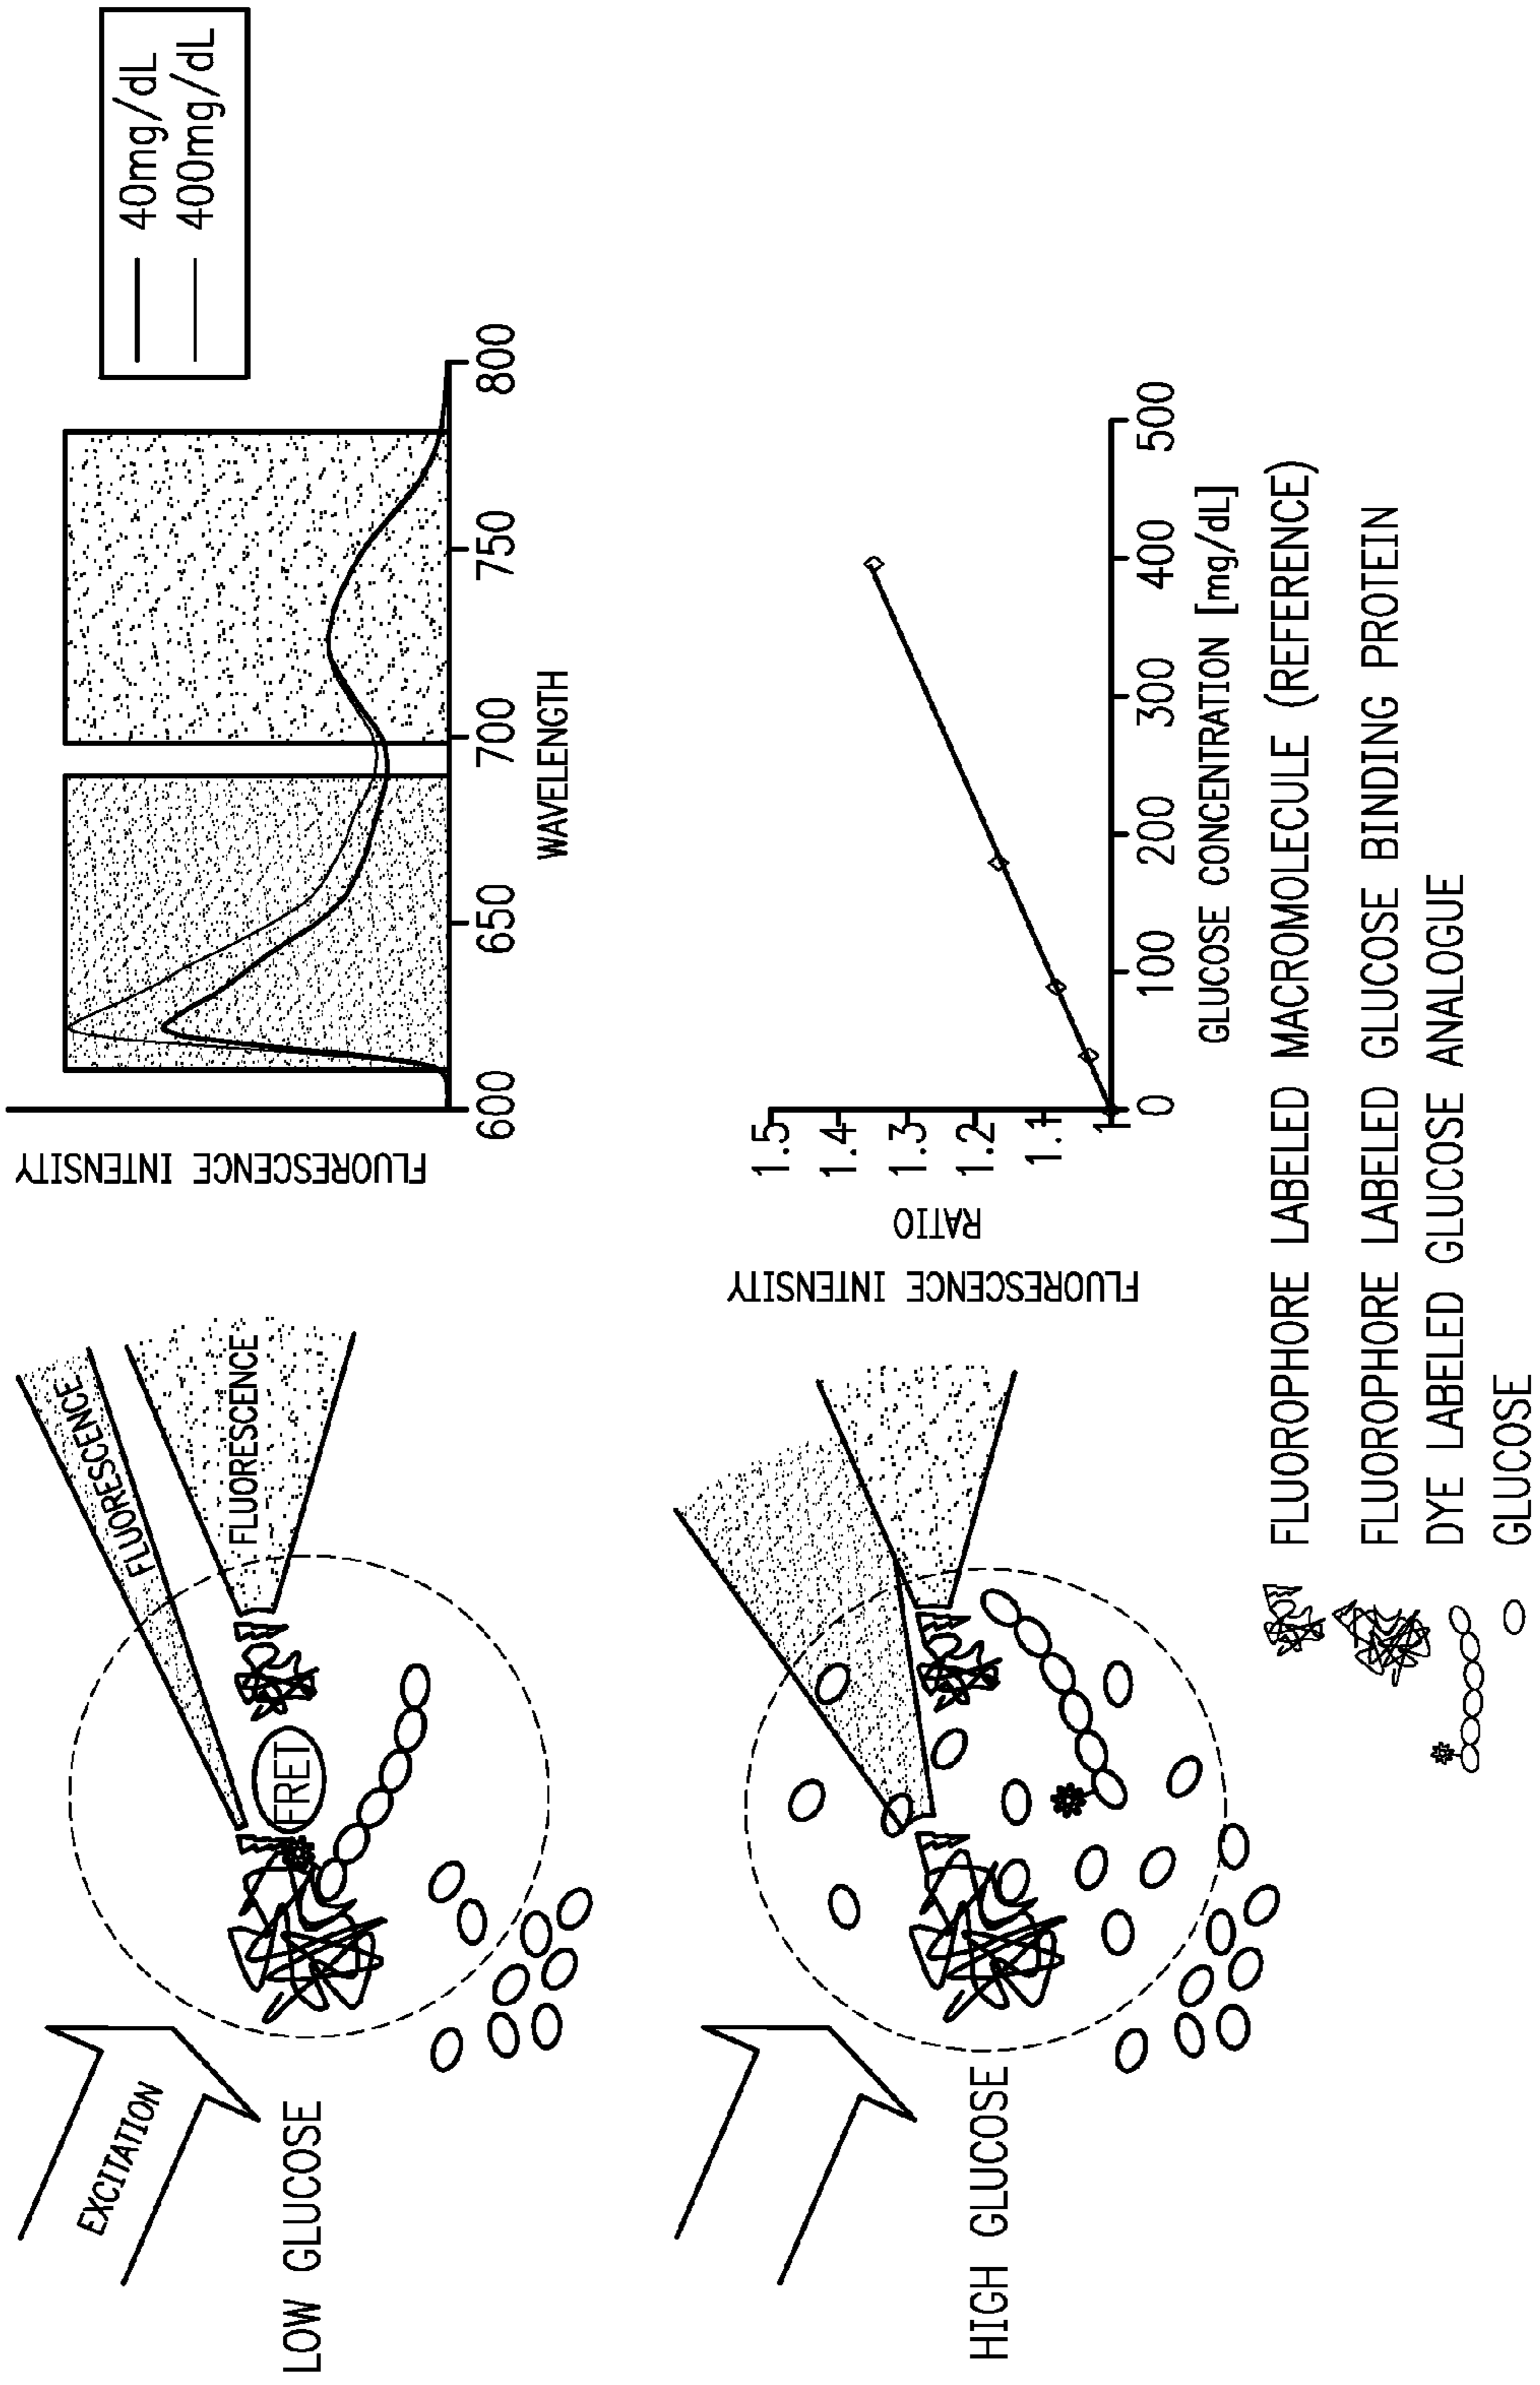 EXCITATION
LOW GLUCOSE
FLUORESCENCE
FLUORESCENCE
FRET
FLUORESCENCE INTENSITY
600
650
700
750
800
WAVELENGTH
40mg/dL
400mg/dL
HIGH GLUCOSE
FLUORESCENCE INTENSITY
RATIO
1.5
1.4
1.3
1.2
1.1
1
0
100
200
300
400
500
GLUCOSE CONCENTRATION [mg/dL]
FLUOROPHORE LABELED MACROMOLECULE (REFERENCE)
FLUOROPHORE LABELED GLUCOSE BINDING PROTEIN
DYE LABELED GLUCOSE ANALOGUE
GLUCOSE